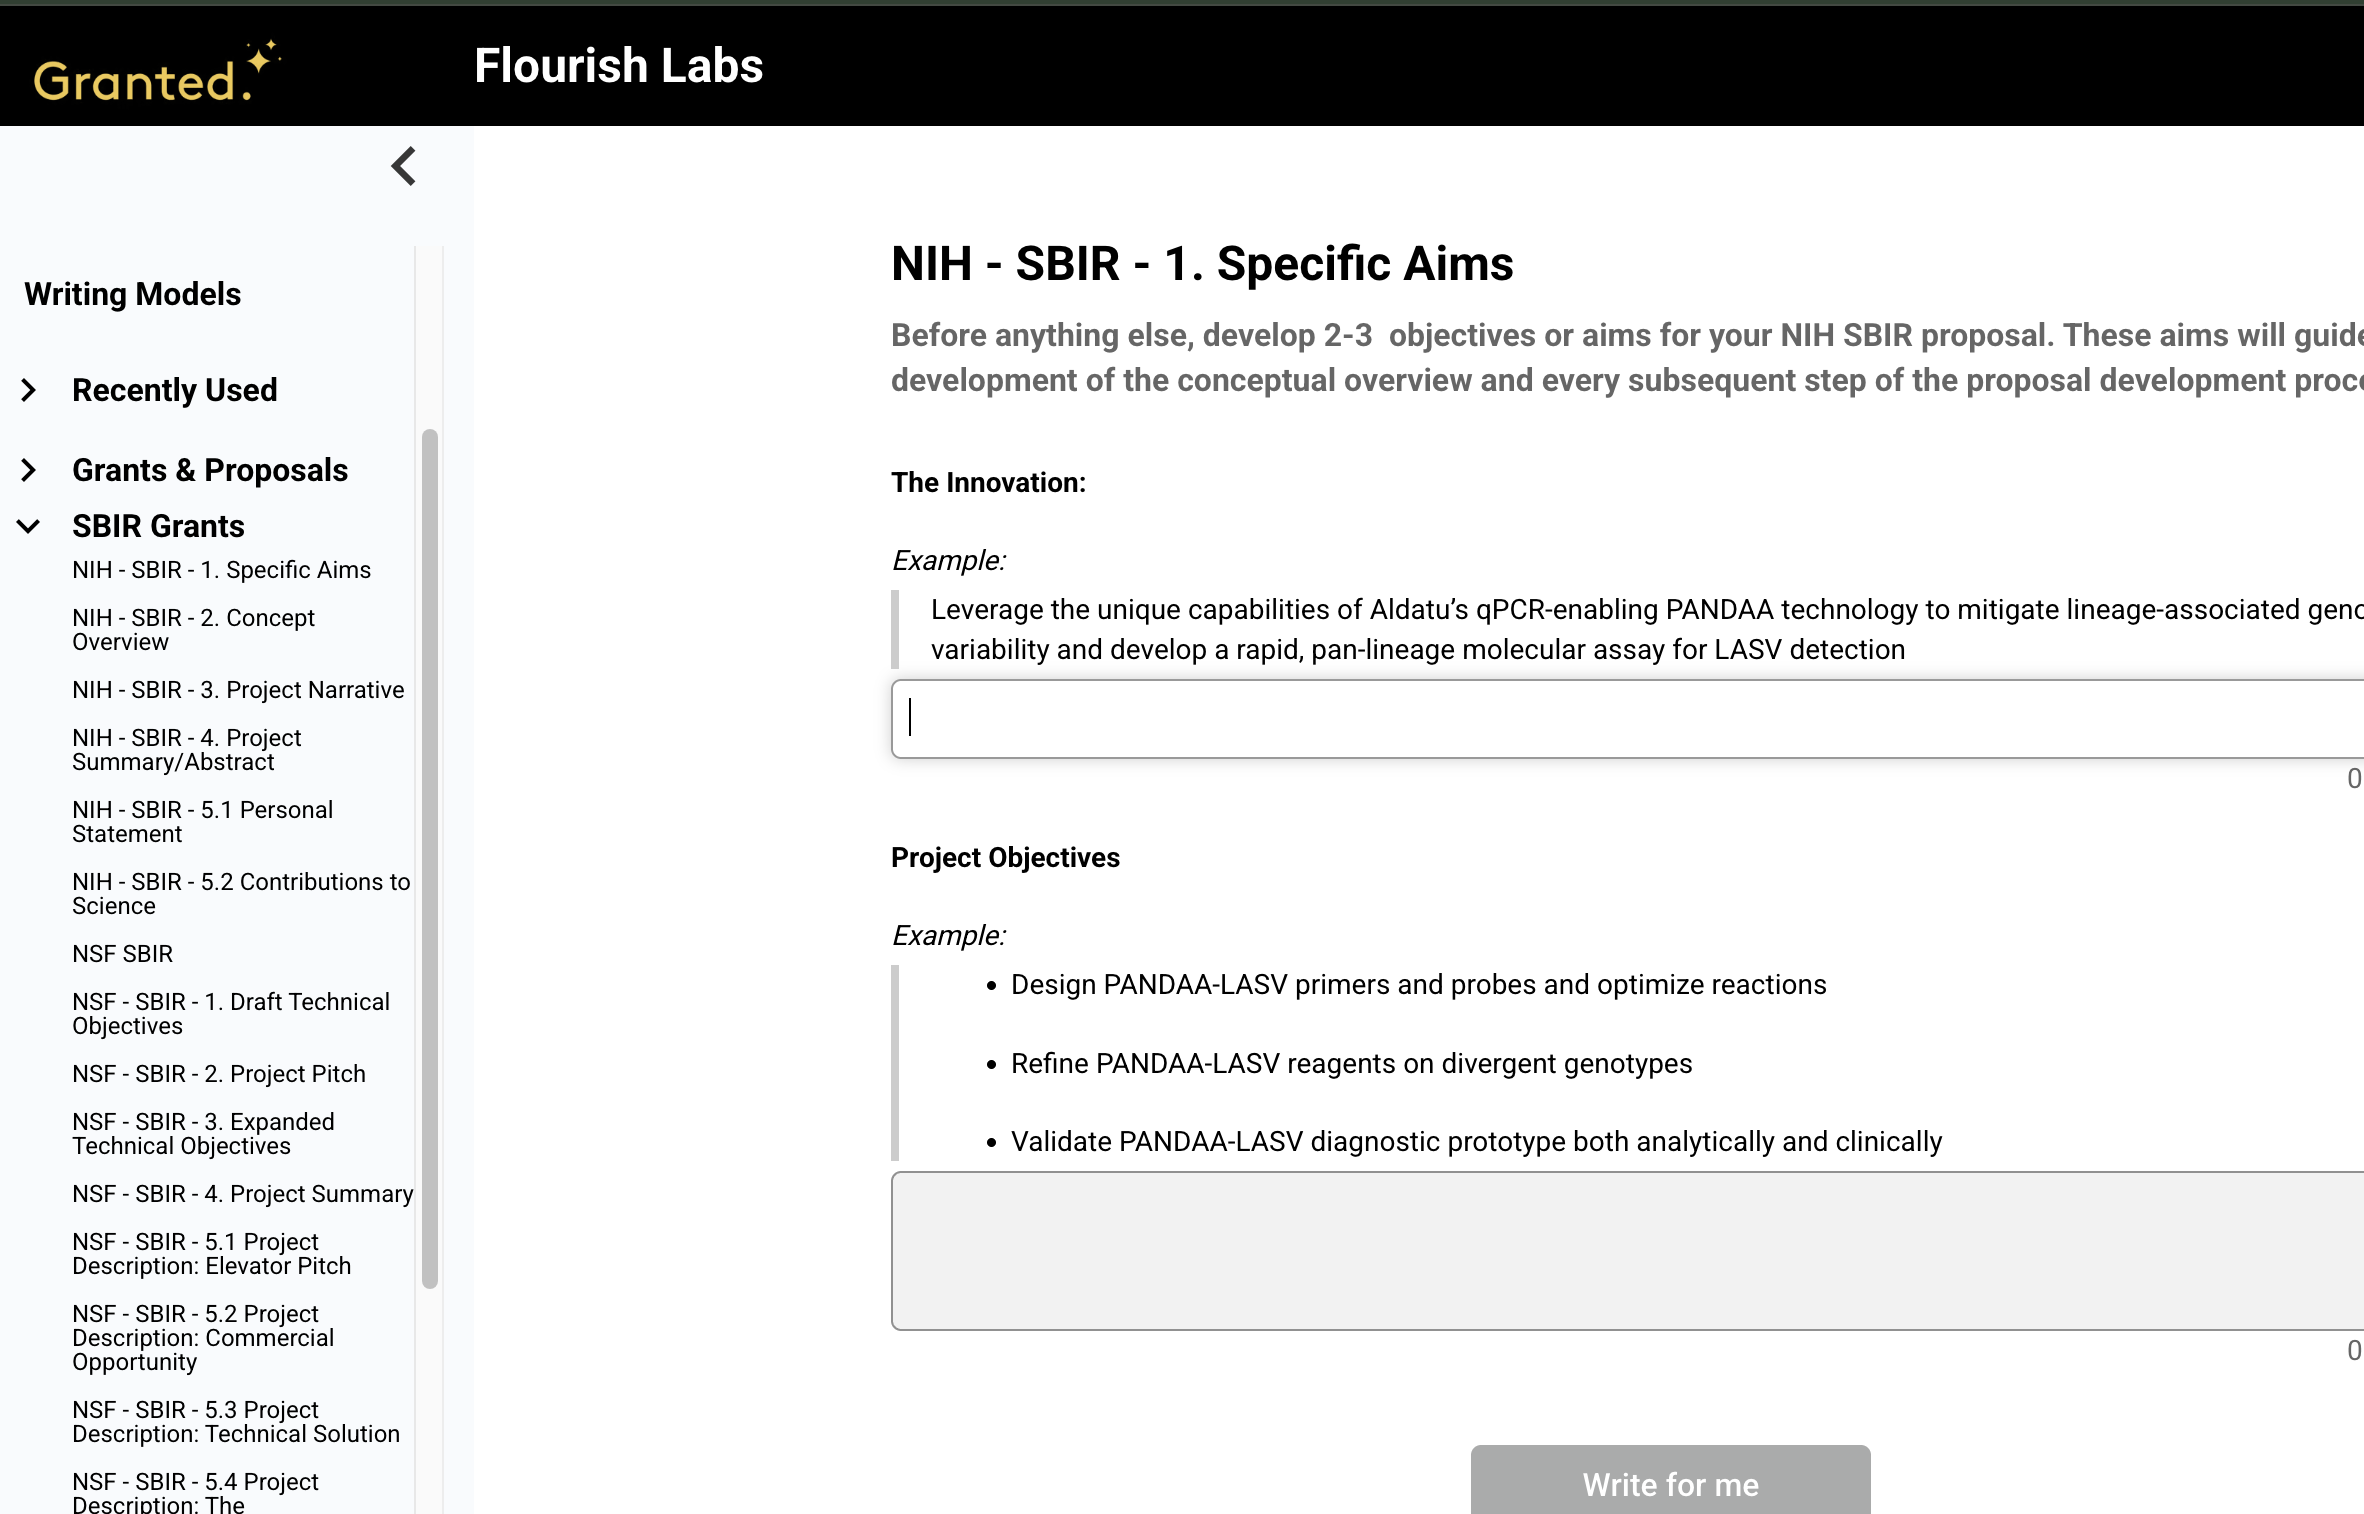 Granted.
Flourish Labs
Writing Models
Recently Used
Grants & Proposals
SBIR Grants
NIH - SBIR - 1. Specific Aims
NIH - SBIR - 2. Concept
Overview
NIH - SBIR - 3. Project Narrative
NIH - SBIR - 4. Project
Summary/Abstract
NIH - SBIR - 5.1 Personal
Statement
NIH - SBIR - 5.2 Contributions to
Science
NSF SBIR
NSF - SBIR - 1. Draft Technical
Objectives
NSF - SBIR - 2. Project Pitch
NSF - SBIR - 3. Expanded
Technical Objectives
NSF - SBIR - 4. Project Summary
NSF - SBIR - 5.1 Project
Description: Elevator Pitch
NSF - SBIR - 5.2 Project
Description: Commercial
Opportunity
NSF - SBIR - 5.3 Project
Description: Technical Solution
NSF - SBIR - 5.4 Project
Description: The
NIH - SBIR - 1. Specific Aims
Before anything else, develop 2-3 objectives or aims for your NIH SBIR proposal. These aims will guide
development of the conceptual overview and every subsequent step of the proposal development
The Innovation:
Example:
Leverage the unique capabilities of Aldatu’s qPCR-enabling PANDAA technology to mitigate lineage-associated
variability and develop a rapid, pan-lineage molecular assay for LASV detection
0
Project Objectives
Example:
• Design PANDAA-LASV primers and probes and optimize reactions
• Refine PANDAA-LASV reagents on divergent genotypes
• Validate PANDAA-LASV diagnostic prototype both analytically and clinically
0
Write for me